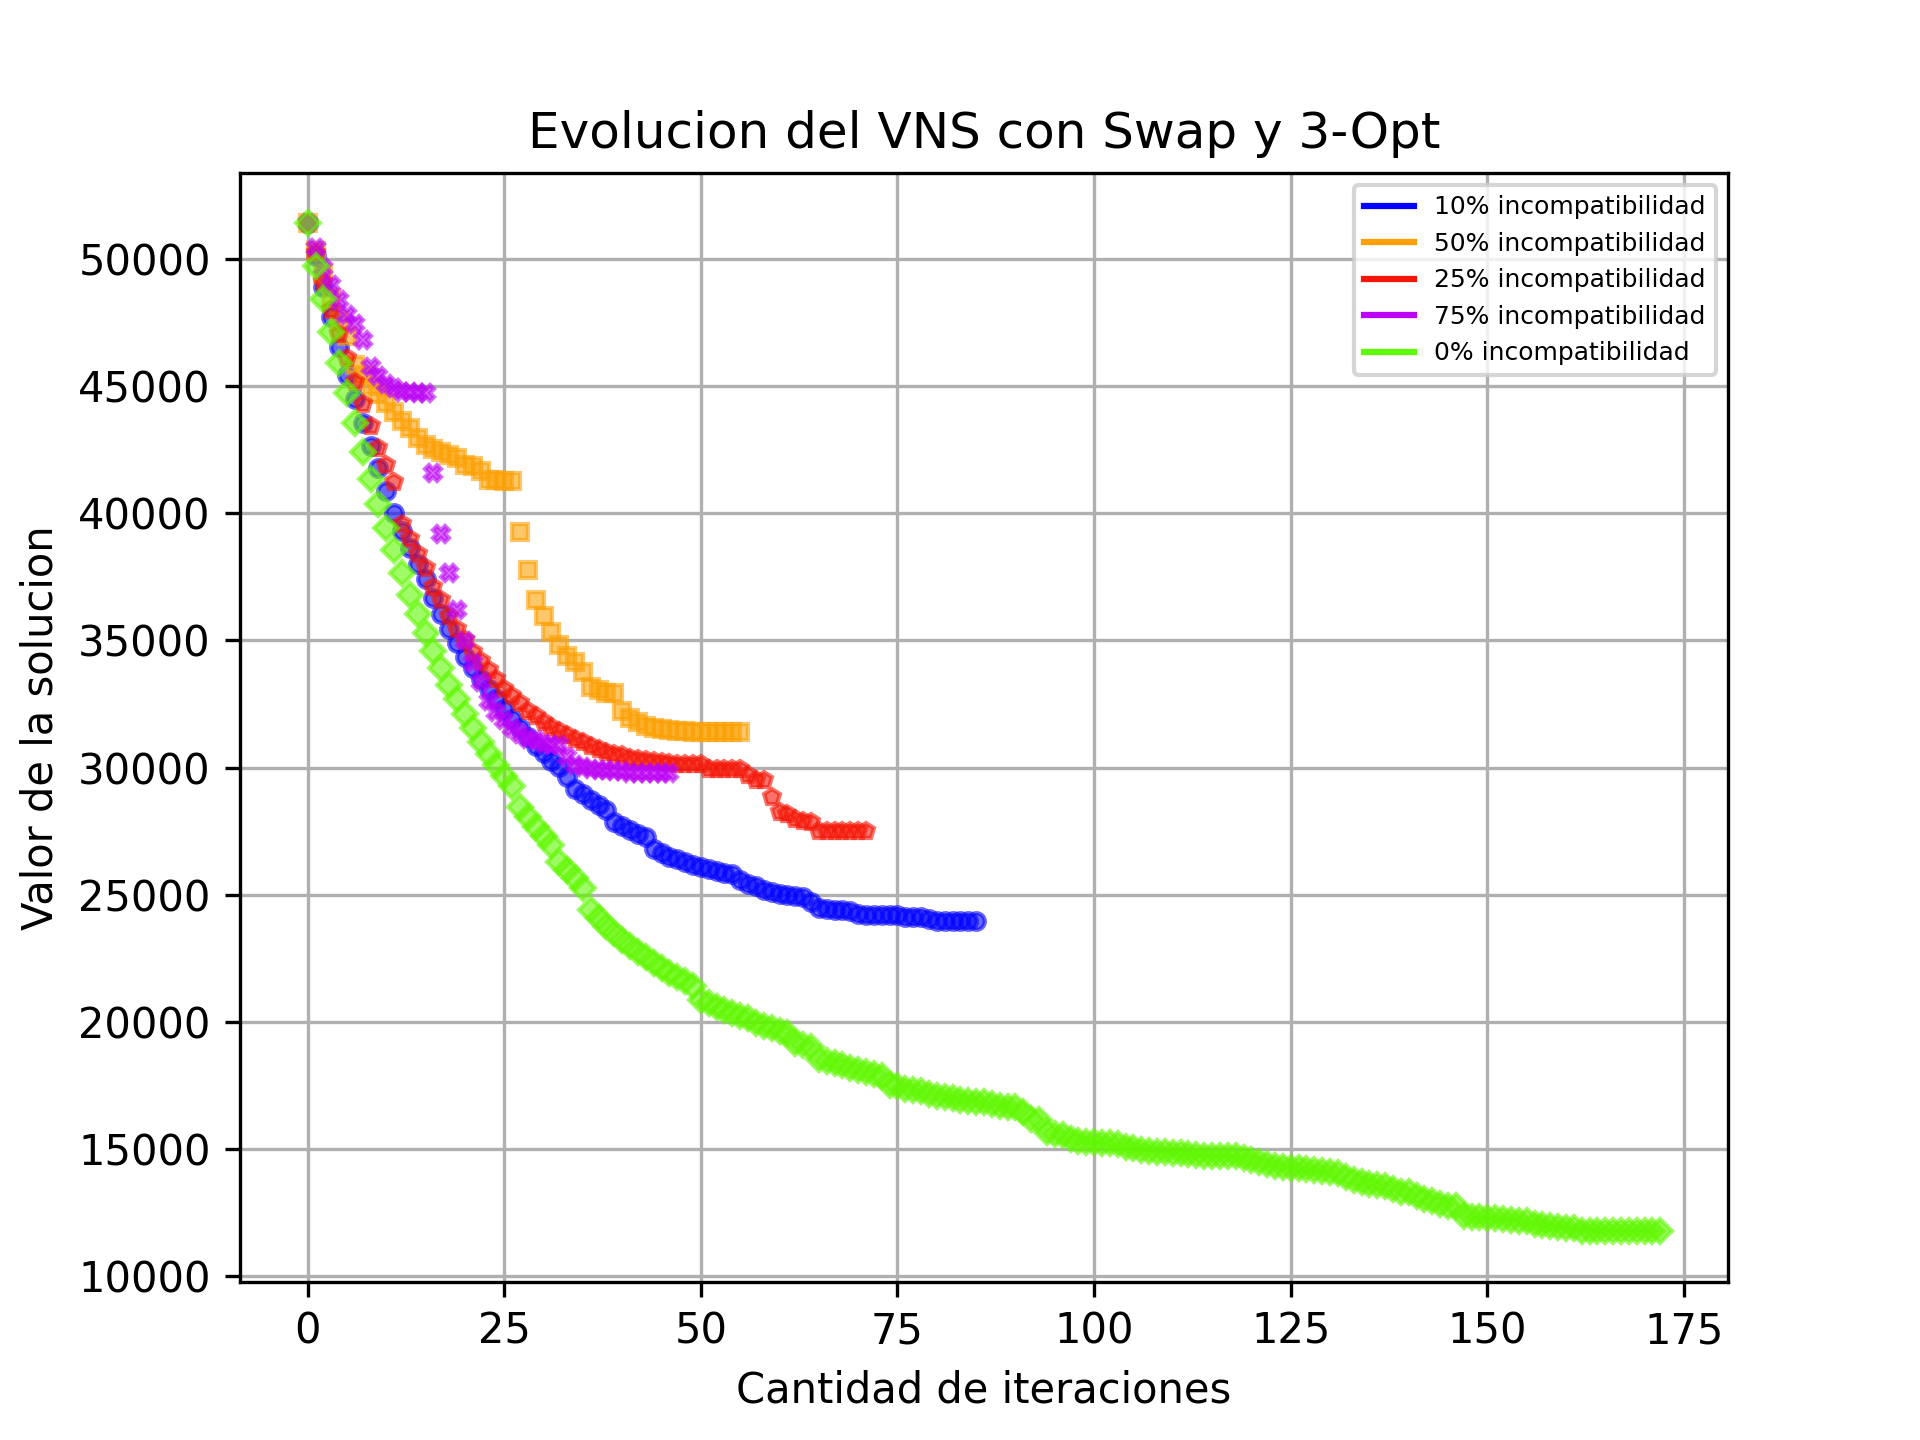 Evolucion del VNS con Swap y 3-Opt
10% incompatibilidad
50% incompatibilidad
25% incompatibilidad
75% incompatibilidad
0% incompatibilidad
Valor de la solucion
50000
45000
40000
35000
30000
25000
20000
15000
10000
0 25 50 75 100 125 150 175
Cantidad de iteraciones